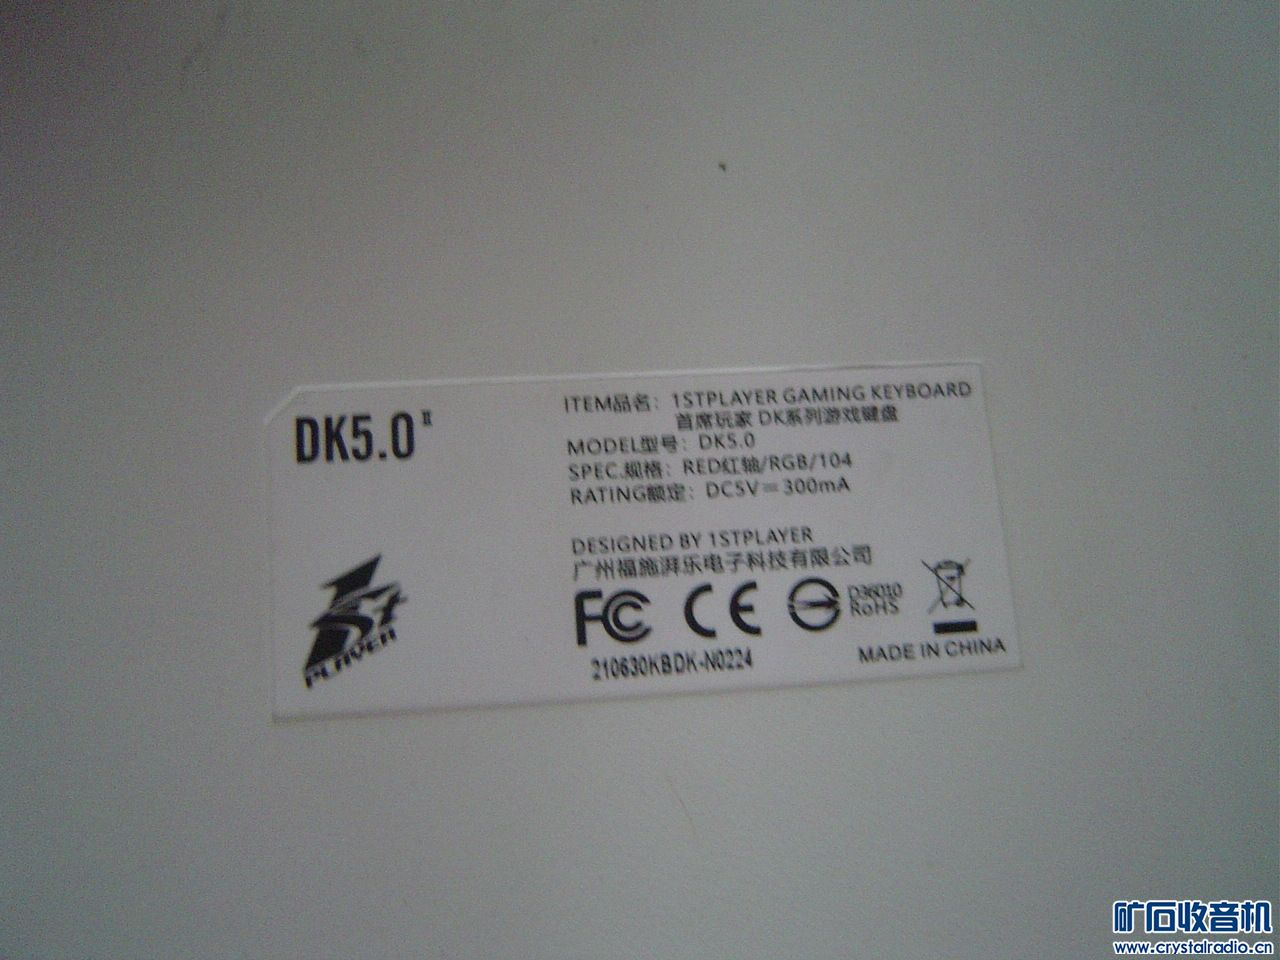 DK5.0 II
ITEM品名：1STPLAYER GAMING KEYBOARD
首席玩家 DK系列游戏键盘
MODEL型号：DK5.0
SPEC.规格：RED红轴/RGB/104
RATING额定：DC5V⎓300mA
DESIGNED BY 1STPLAYER
广州福施湃乐电子科技有限公司
1ST
PLAYER
FC CE
D36010
RoHS
210630KBDK-N0224
MADE IN CHINA
矿石收音机
www.crystalradio.cn